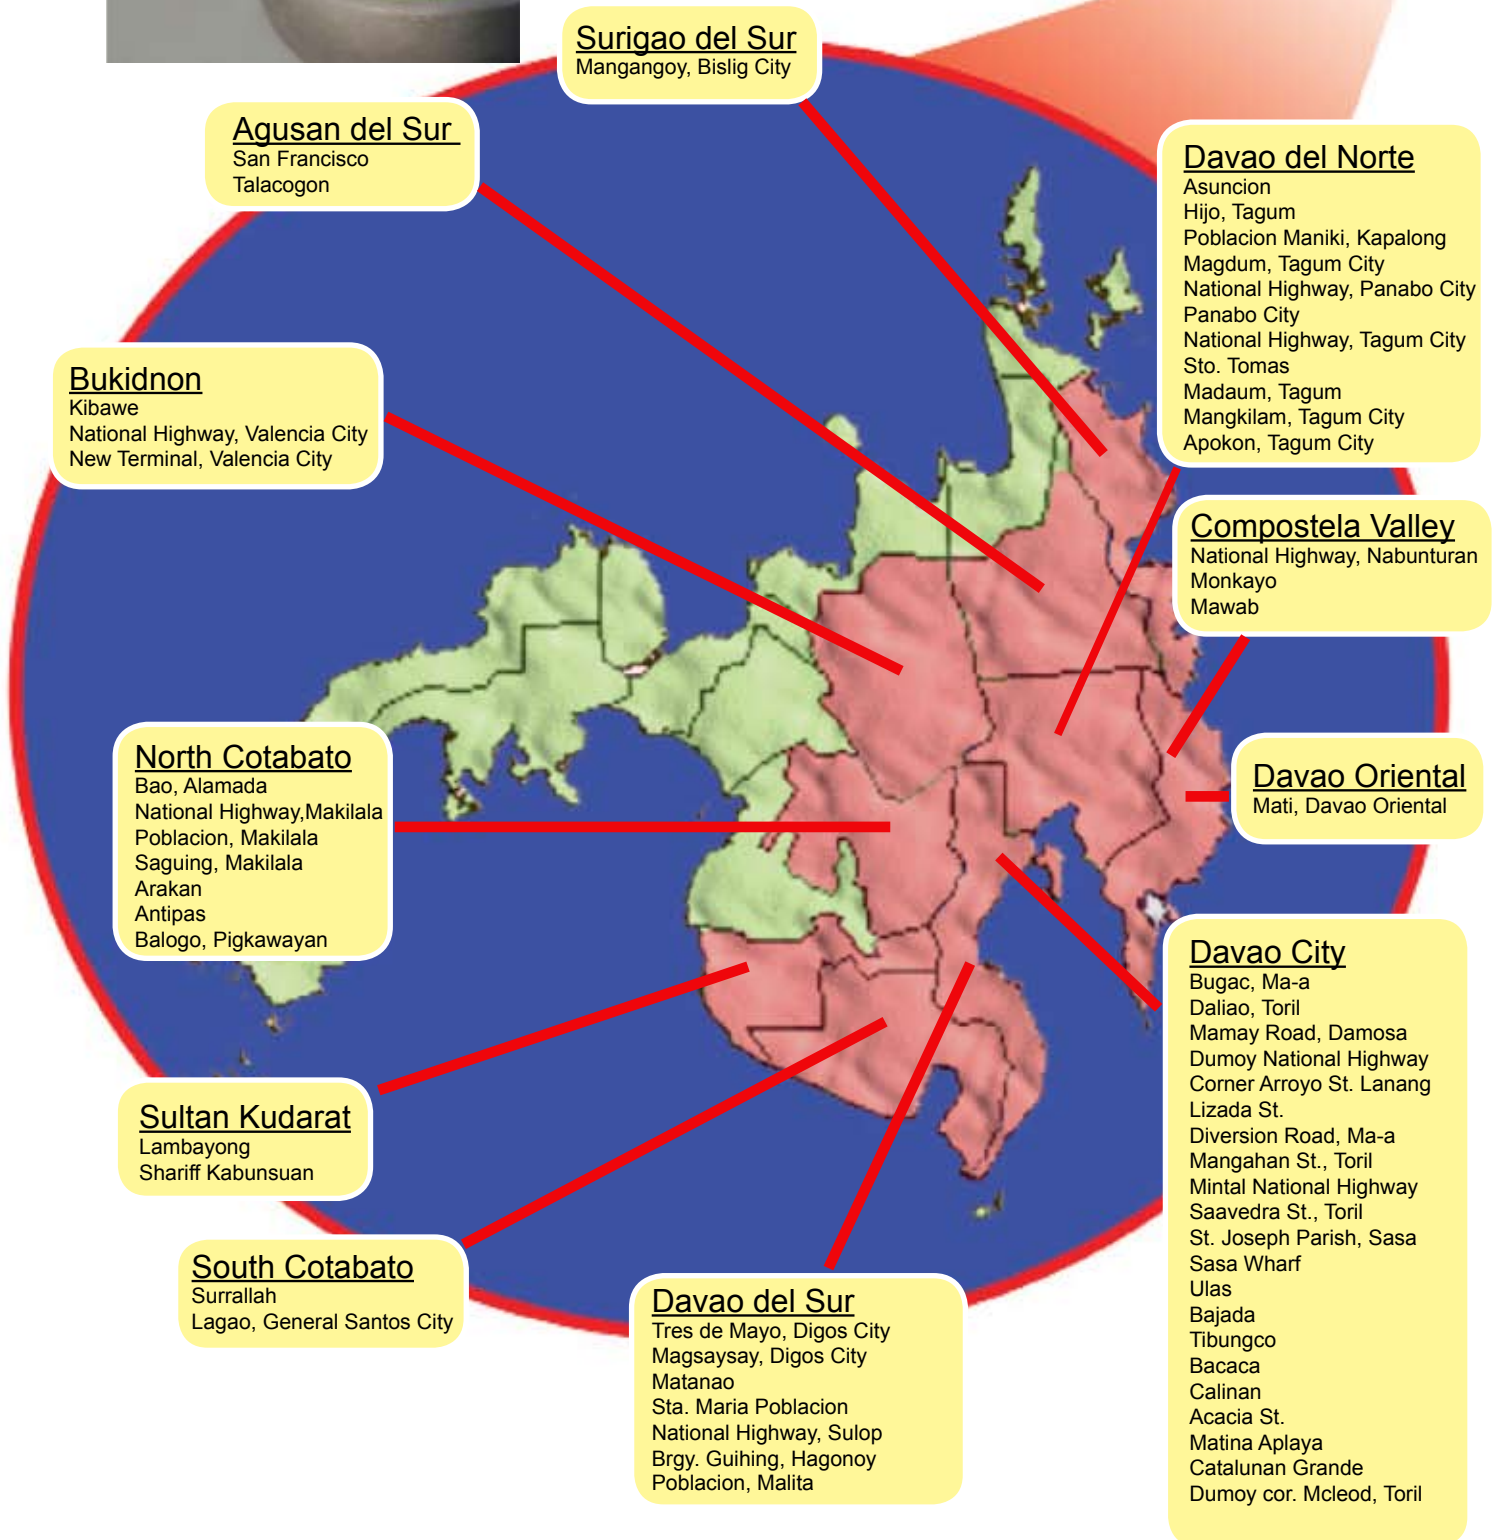 Surigao del Sur
Mangangoy, Bislig City
Agusan del Sur
San Francisco
Talacogon
Davao del Norte
Asuncion
Hijo, Tagum
Poblacion Maniki, Kapalong
Magdum, Tagum City
National Highway, Panabo City
Panabo City
National Highway, Tagum City
Sto. Tomas
Madaum, Tagum
Mangkilam, Tagum City
Apokon, Tagum City
Bukidnon
Kibawe
National Highway, Valencia City
New Terminal, Valencia City
Compostela Valley
National Highway, Nabunturan
Monkayo
Mawab
North Cotabato
Bao, Alamada
National Highway,Makilala
Poblacion, Makilala
Saguing, Makilala
Arakan
Antipas
Balogo, Pigkawayan
Davao Oriental
Mati, Davao Oriental
Davao City
Bugac, Ma-a
Daliao, Toril
Mamay Road, Damosa
Dumoy National Highway
Corner Arroyo St. Lanang
Lizada St.
Diversion Road, Ma-a
Mangahan St., Toril
Mintal National Highway
Saavedra St., Toril
St. Joseph Parish, Sasa
Sasa Wharf
Ulas
Bajada
Tibungco
Bacaca
Calinan
Acacia St.
Matina Aplaya
Catalunan Grande
Dumoy cor. Mcleod, Toril
Sultan Kudarat
Lambayong
Shariff Kabunsuan
South Cotabato
Surrallah
Lagao, General Santos City
Davao del Sur
Tres de Mayo, Digos City
Magsaysay, Digos City
Matanao
Sta. Maria Poblacion
National Highway, Sulop
Brgy. Guihing, Hagonoy
Poblacion, Malita